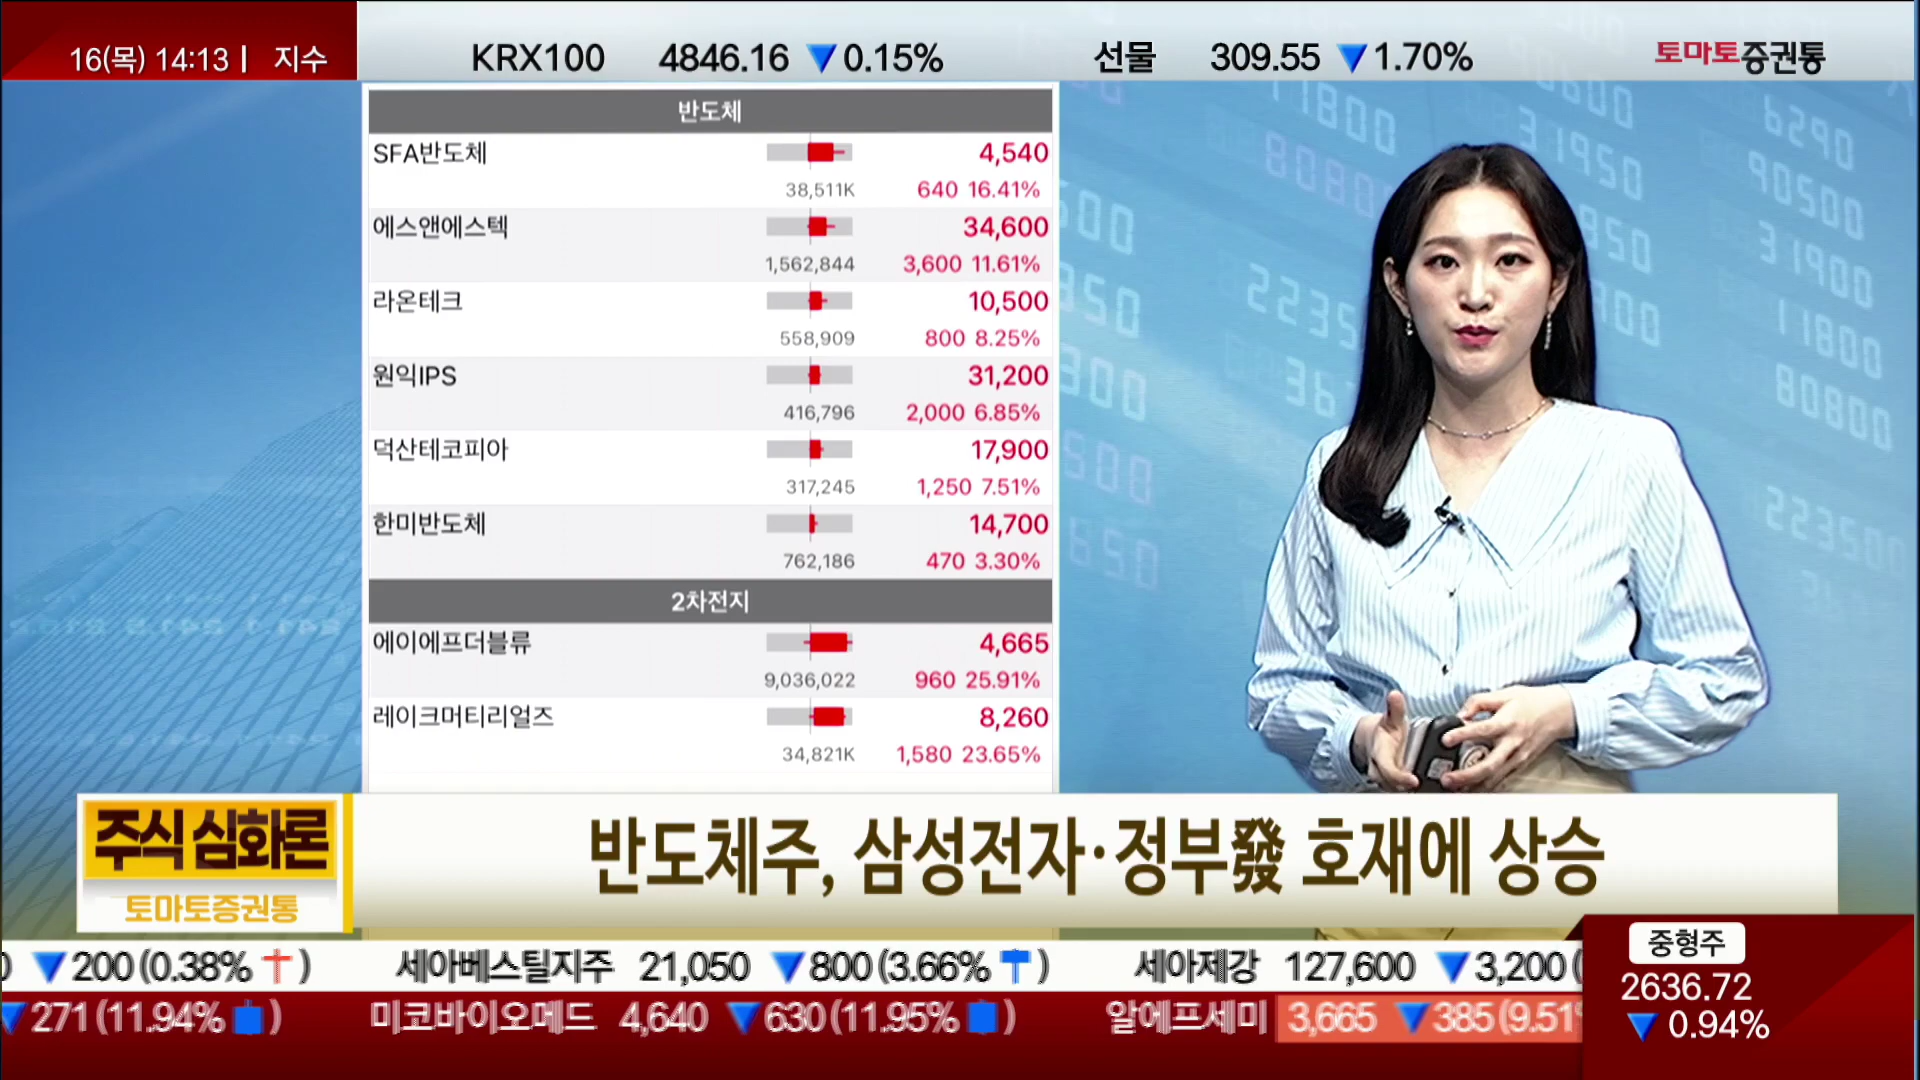 16(목) 14:13 | 지수
KRX100 4846.16 ▼ 0.15%
선물 309.55 ▼ 1.70%
토마토증권통
반도체
SFA반도체 4,540
38,511K 640 16.41%
에스앤에스텍 34,600
1,562,844 3,600 11.61%
라온테크 10,500
558,909 800 8.25%
원익IPS 31,200
416,796 2,000 6.85%
덕산테코피아 17,900
317,245 1,250 7.51%
한미반도체 14,700
762,186 470 3.30%
2차전지
에이에프더블류 4,665
9,036,022 960 25.91%
레이크머티리얼즈 8,260
34,821K 1,580 23.65%
주식 심화론
토마토증권통
반도체주, 삼성전자·정부發 호재에 상승
▼200(0.38%) 세아베스틸지주 21,050 ▼800(3.66%) 세아제강 127,600 ▼3,200(
▼271(11.94%) 미코바이오메드 4,640 ▼630(11.95%) 알에프세미 3,665 ▼385(9.51%
중형주
2636.72
▼ 0.94%